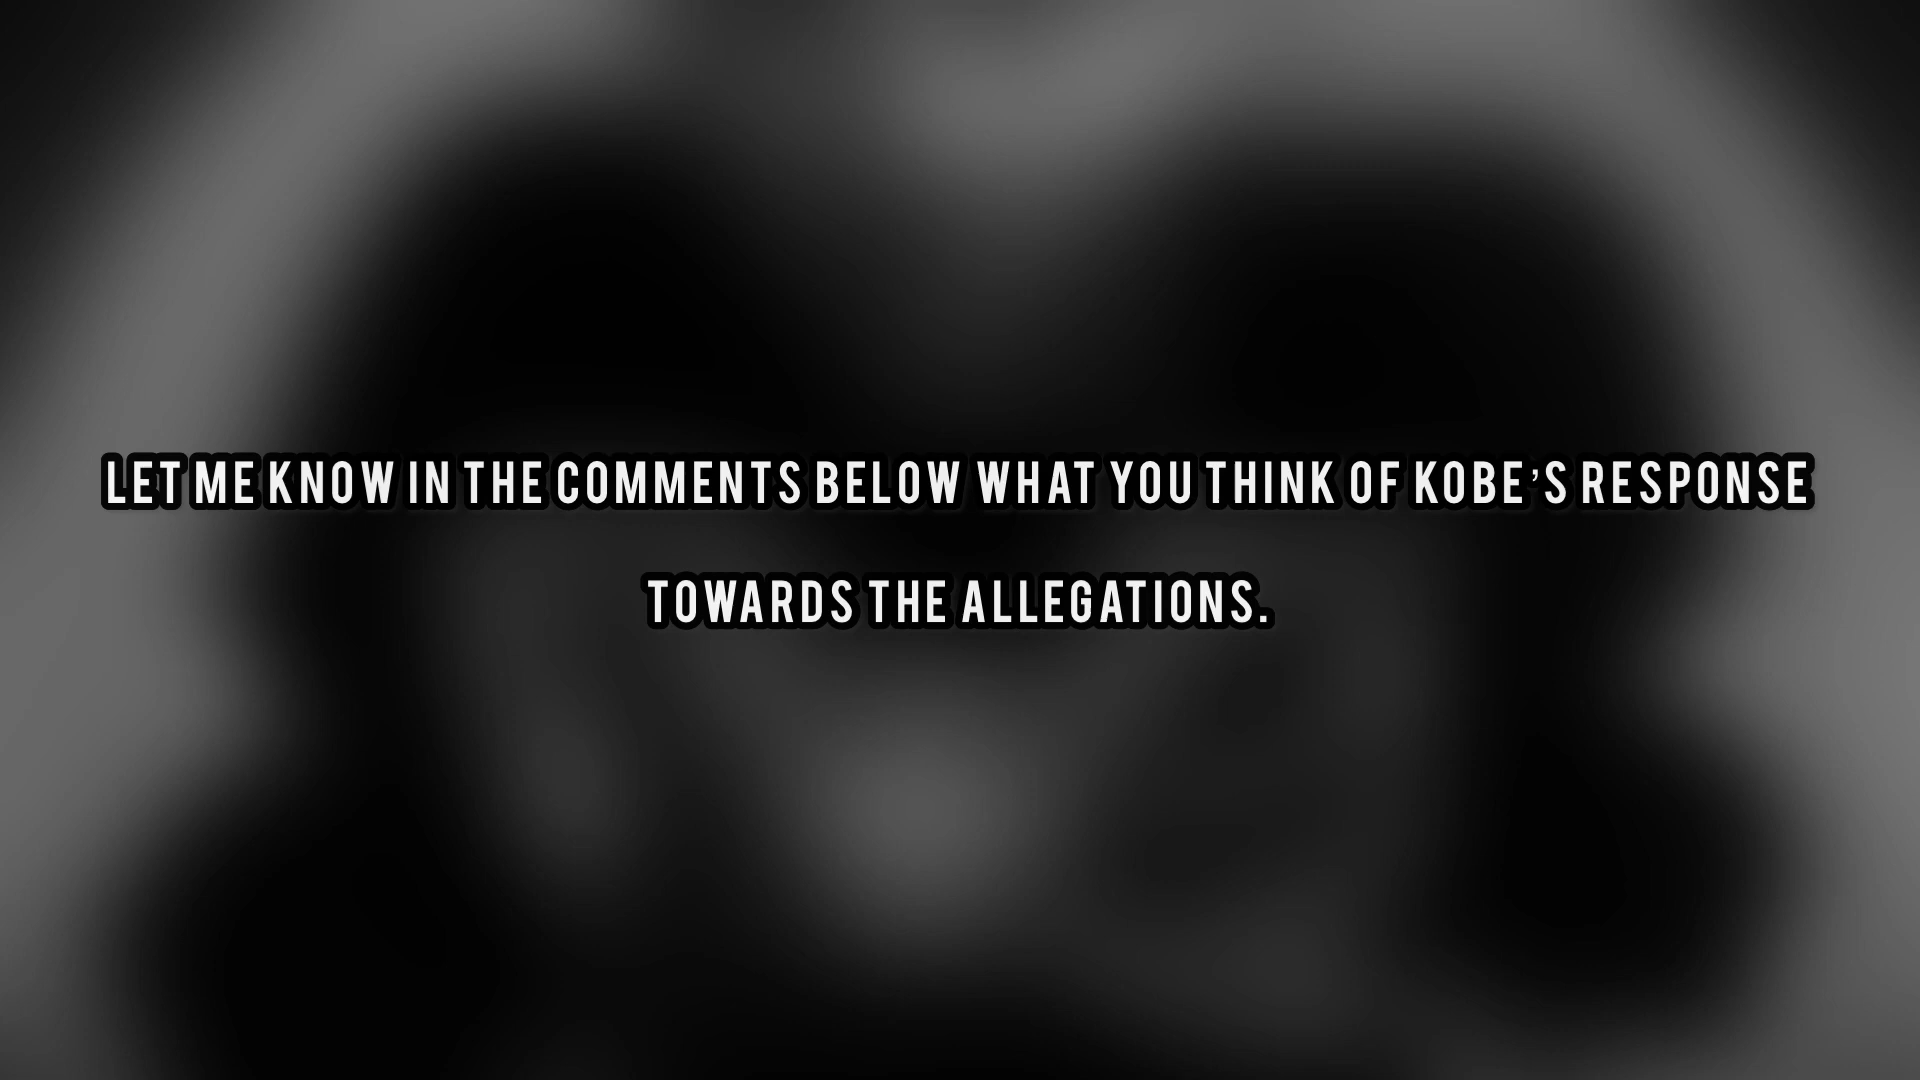 LET ME KNOW IN THE COMMENTS BELOW WHAT YOU THINK OF KOBE'S RESPONSE
TOWARDS THE ALLEGATIONS.